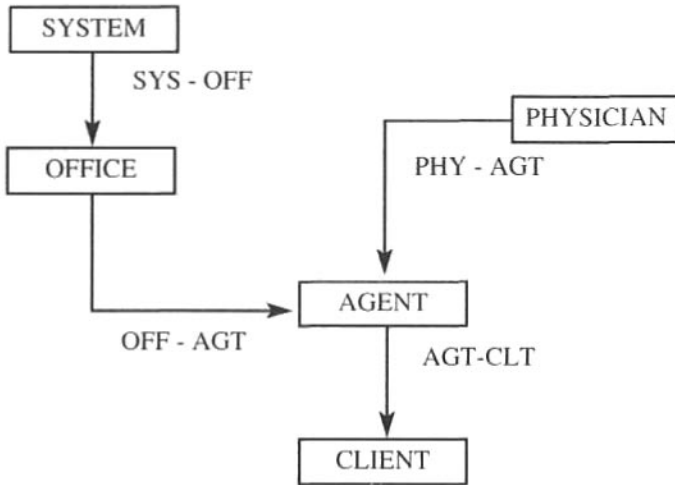 SYSTEM
SYS - OFF
PHYSICIAN
OFFICE
PHY - AGT
AGENT
OFF - AGT
AGT-CLT
CLIENT